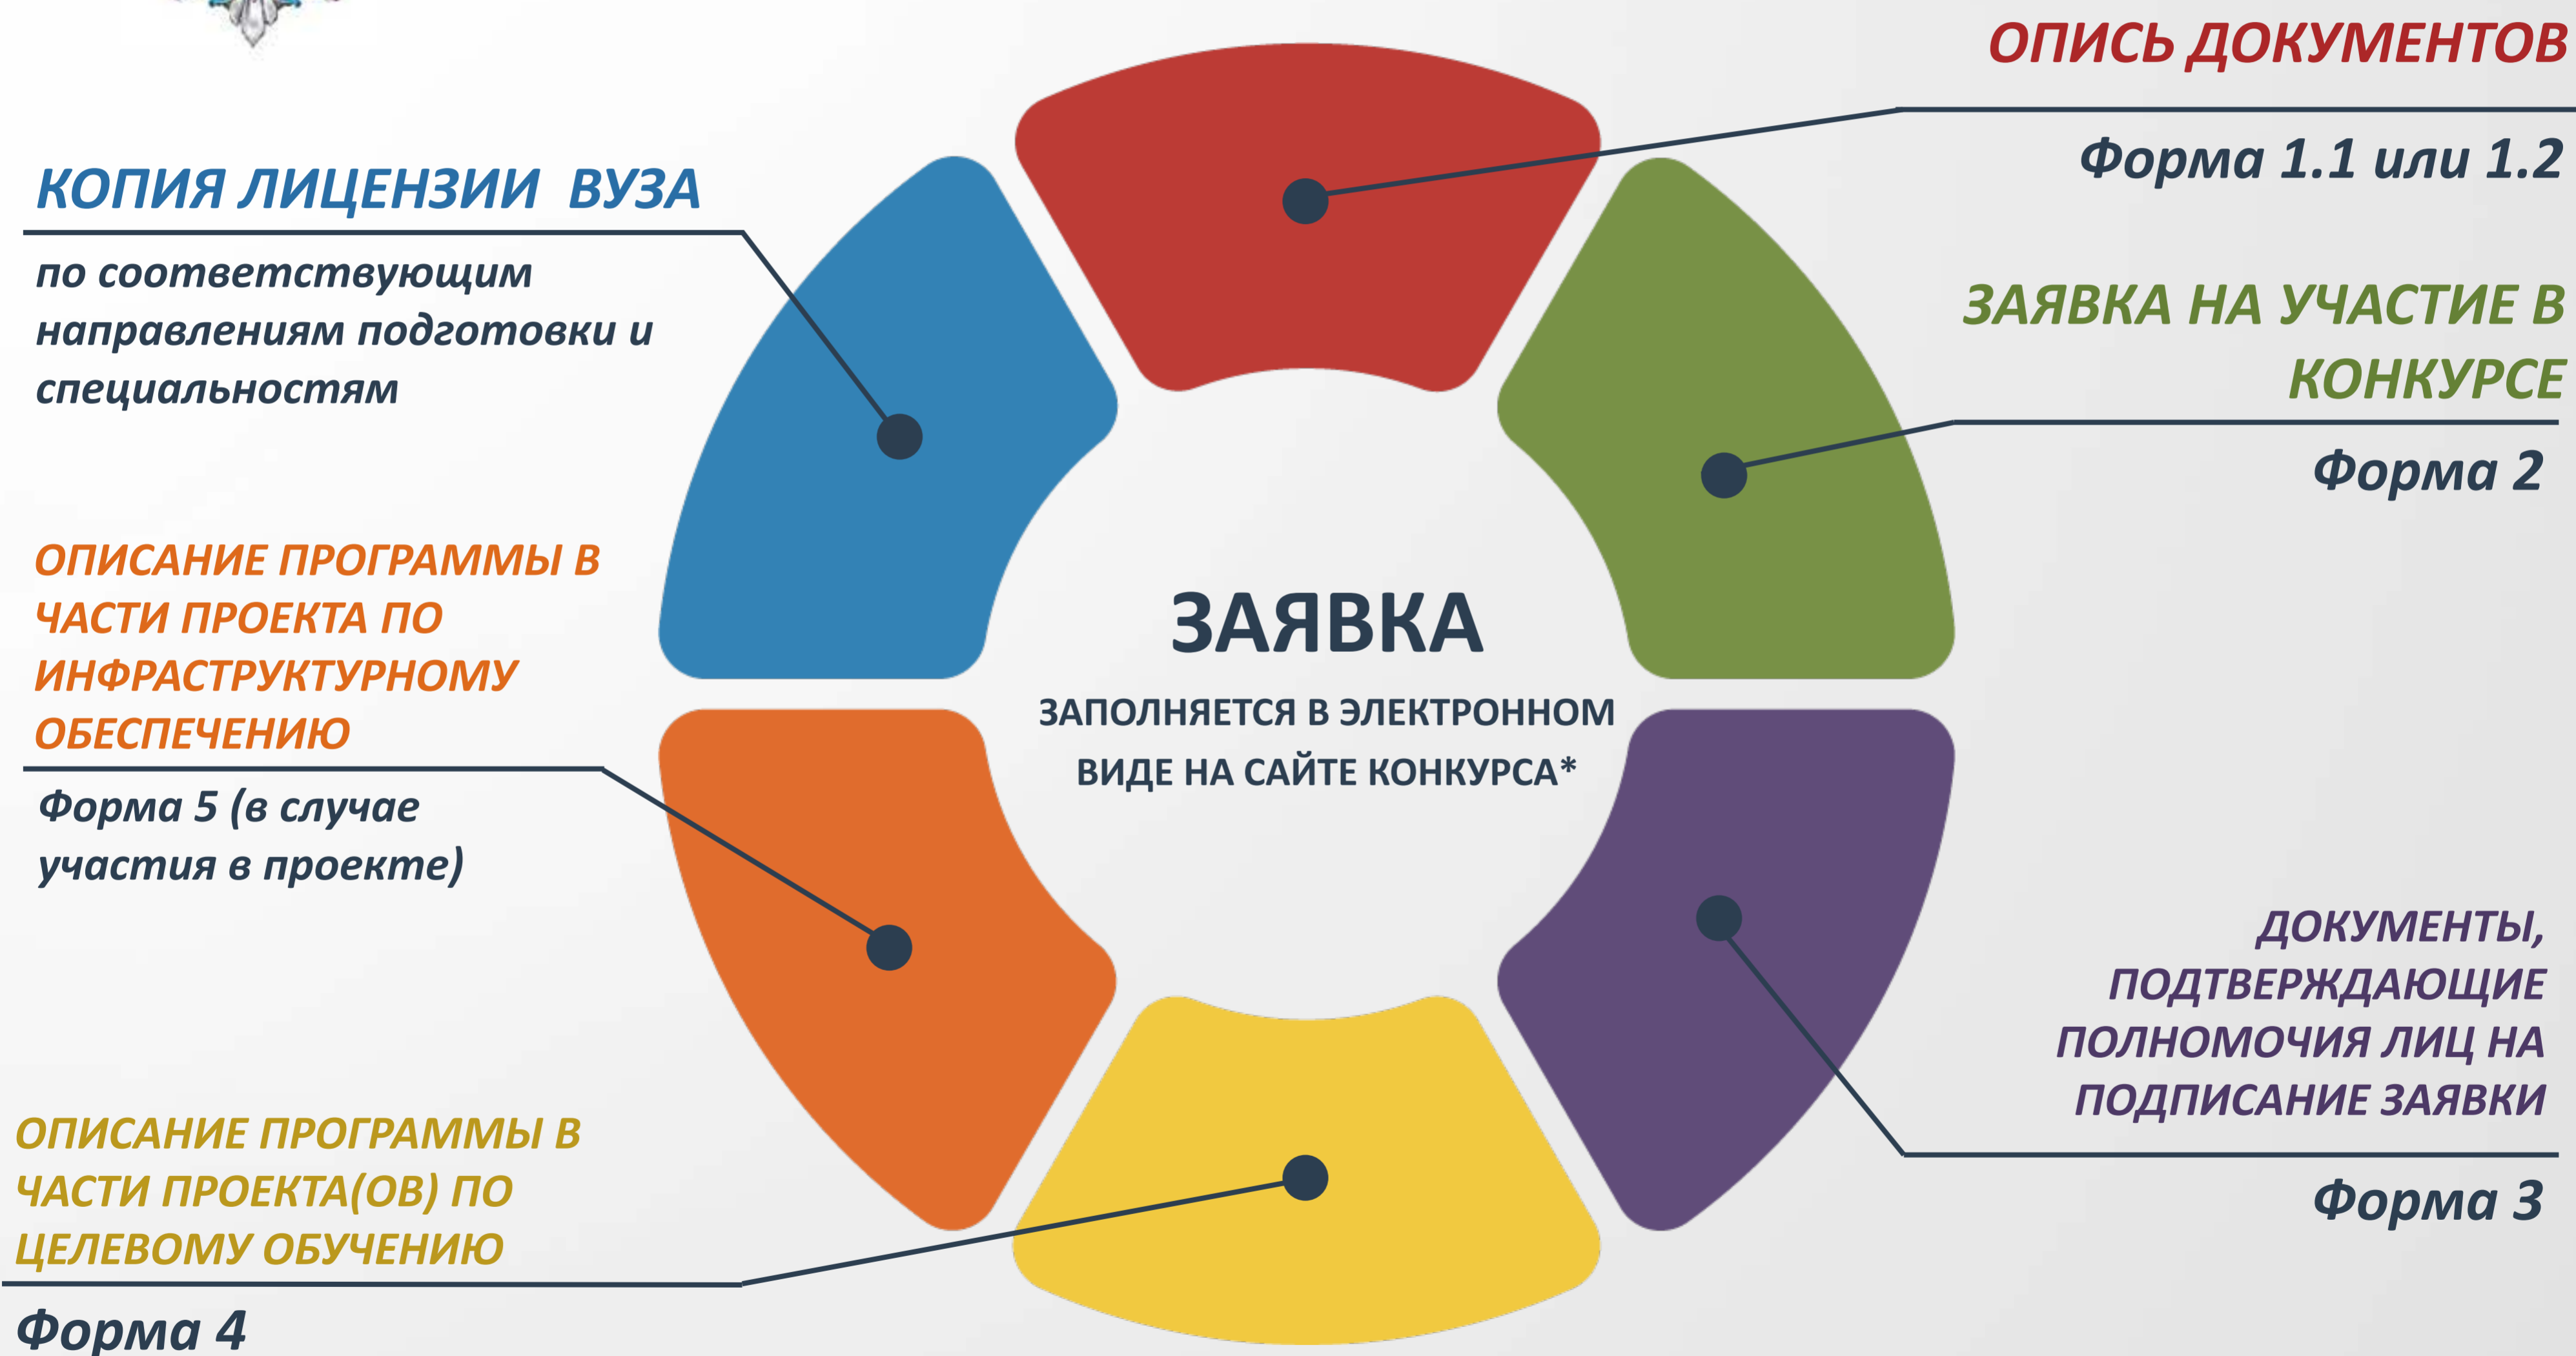 ОПИСЬ ДОКУМЕНТОВ
Форма 1.1 или 1.2
ЗАЯВКА НА УЧАСТИЕ В
КОНКУРСЕ
Форма 2
ДОКУМЕНТЫ,
ПОДТВЕРЖДАЮЩИЕ
ПОЛНОМОЧИЯ ЛИЦ НА
ПОДПИСАНИЕ ЗАЯВКИ
Форма 3
ОПИСАНИЕ ПРОГРАММЫ В
ЧАСТИ ПРОЕКТА(ОВ) ПО
ЦЕЛЕВОМУ ОБУЧЕНИЮ
Форма 4
ОПИСАНИЕ ПРОГРАММЫ В
ЧАСТИ ПРОЕКТА ПО
ИНФРАСТРУКТУРНОМУ
ОБЕСПЕЧЕНИЮ
Форма 5 (в случае
участия в проекте)
КОПИЯ ЛИЦЕНЗИИ ВУЗА
по соответствующим
направлениям подготовки и
специальностям
ЗАЯВКА
ЗАПОЛНЯЕТСЯ В ЭЛЕКТРОННОМ
ВИДЕ НА САЙТЕ КОНКУРСА*